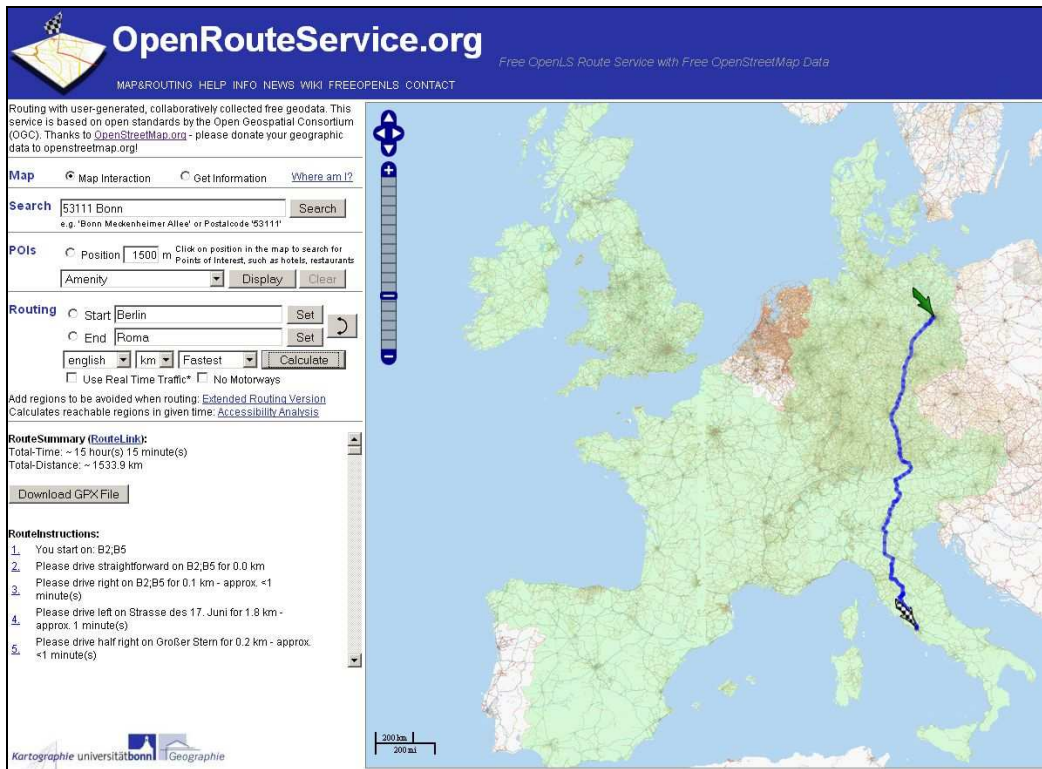 OpenRouteService.org
Free OpenLS Route Service with Free OpenStreetMap Data
MAP&ROUTING HELP INFO NEWS WIKI FREEOPENLS CONTACT
Routing with user-generated, collaboratively collected free geodata. This
service is based on open standards by the Open Geospatial Consortium
(OGC). Thanks to OpenStreetMap.org - please donate your geographic
data to openstreetmap.org!
Map Map Interaction Get Information Where am I?
Search 53111 Bonn Search
e.g. 'Bonn Meckenheimer Allee' or Postalcode '53111'
POIs Position 1500 m Click on position in the map to search for
Points of Interest, such as hotels, restaurants
Amenity Display Clear
Routing Start Berlin Set
End Roma Set
english km Fastest Calculate
Use Real Time Traffic* No Motorways
Add regions to be avoided when routing: Extended Routing Version
Calculates reachable regions in given time: Accessibility Analysis
RouteSummary (RouteLink):
Total-Time: ~ 15 hour(s) 15 minute(s)
Total-Distance: ~ 1533.9 km
Download GPX File
RouteInstructions:
1. You start on: B2;B5
2. Please drive straightforward on B2;B5 for 0.0 km
3. Please drive right on B2;B5 for 0.1 km - approx. <1
minute(s)
4. Please drive left on Strasse des 17. Juni for 1.8 km -
approx. 1 minute(s)
5. Please drive half right on Großer Stern for 0.2 km - approx.
<1 minute(s)
Kartographie universitätbonn Geographie
200 km
200 mi